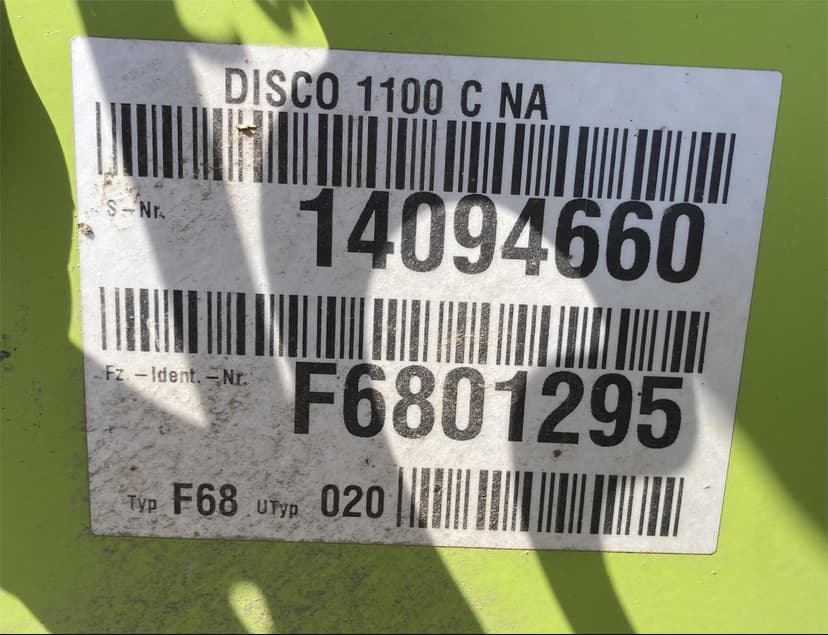 DISCO 1100 C NA
S-Nr. 14094660
Fz.-Ident.-Nr. F6801295
Typ F68 UTyp 020